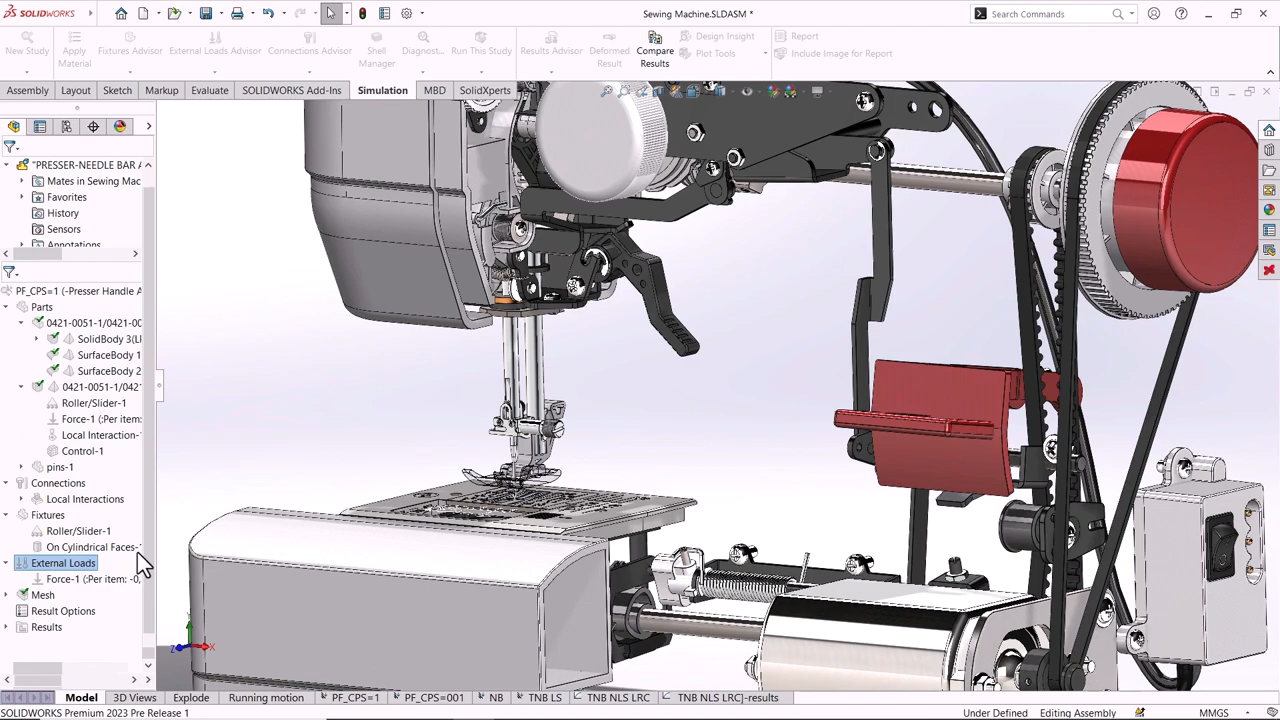 SOLIDWORKS
Sewing Machine.SLDASM *
Search Commands
New Study
Apply Material
Fixtures Advisor
External Loads Advisor
Connections Advisor
Shell Manager
Diagnost...
Run This Study
Results Advisor
Deformed Result
Compare Results
Design Insight
Plot Tools
Report
Include Image for Report
Assembly
Layout
Sketch
Markup
Evaluate
SOLIDWORKS Add-Ins
Simulation
MBD
SolidXperts
"PRESSER-NEEDLE BAR A
Mates in Sewing Mac
Favorites
History
Sensors
Annotations
PF_CPS=1 (-Presser Handle A
Parts
0421-0051-1/0421-00
SolidBody 3(LI
SurfaceBody 1
SurfaceBody 2
0421-0051-1/042
Roller/Slider-1
Force-1 (:Per item:
Local Interaction-
Control-1
pins-1
Connections
Local Interactions
Fixtures
Roller/Slider-1
On Cylindrical Faces-
External Loads
Force-1 (:Per item: -0,
Mesh
Result Options
Results
Z
X
Model
3D Views
Explode
Running motion
PF_CPS=1
PF_CPS=001
NB
TNB LS
TNB NLS LRC
TNB NLS LRC]-results
SOLIDWORKS Premium 2023 Pre Release 1
Under Defined
Editing Assembly
MMGS